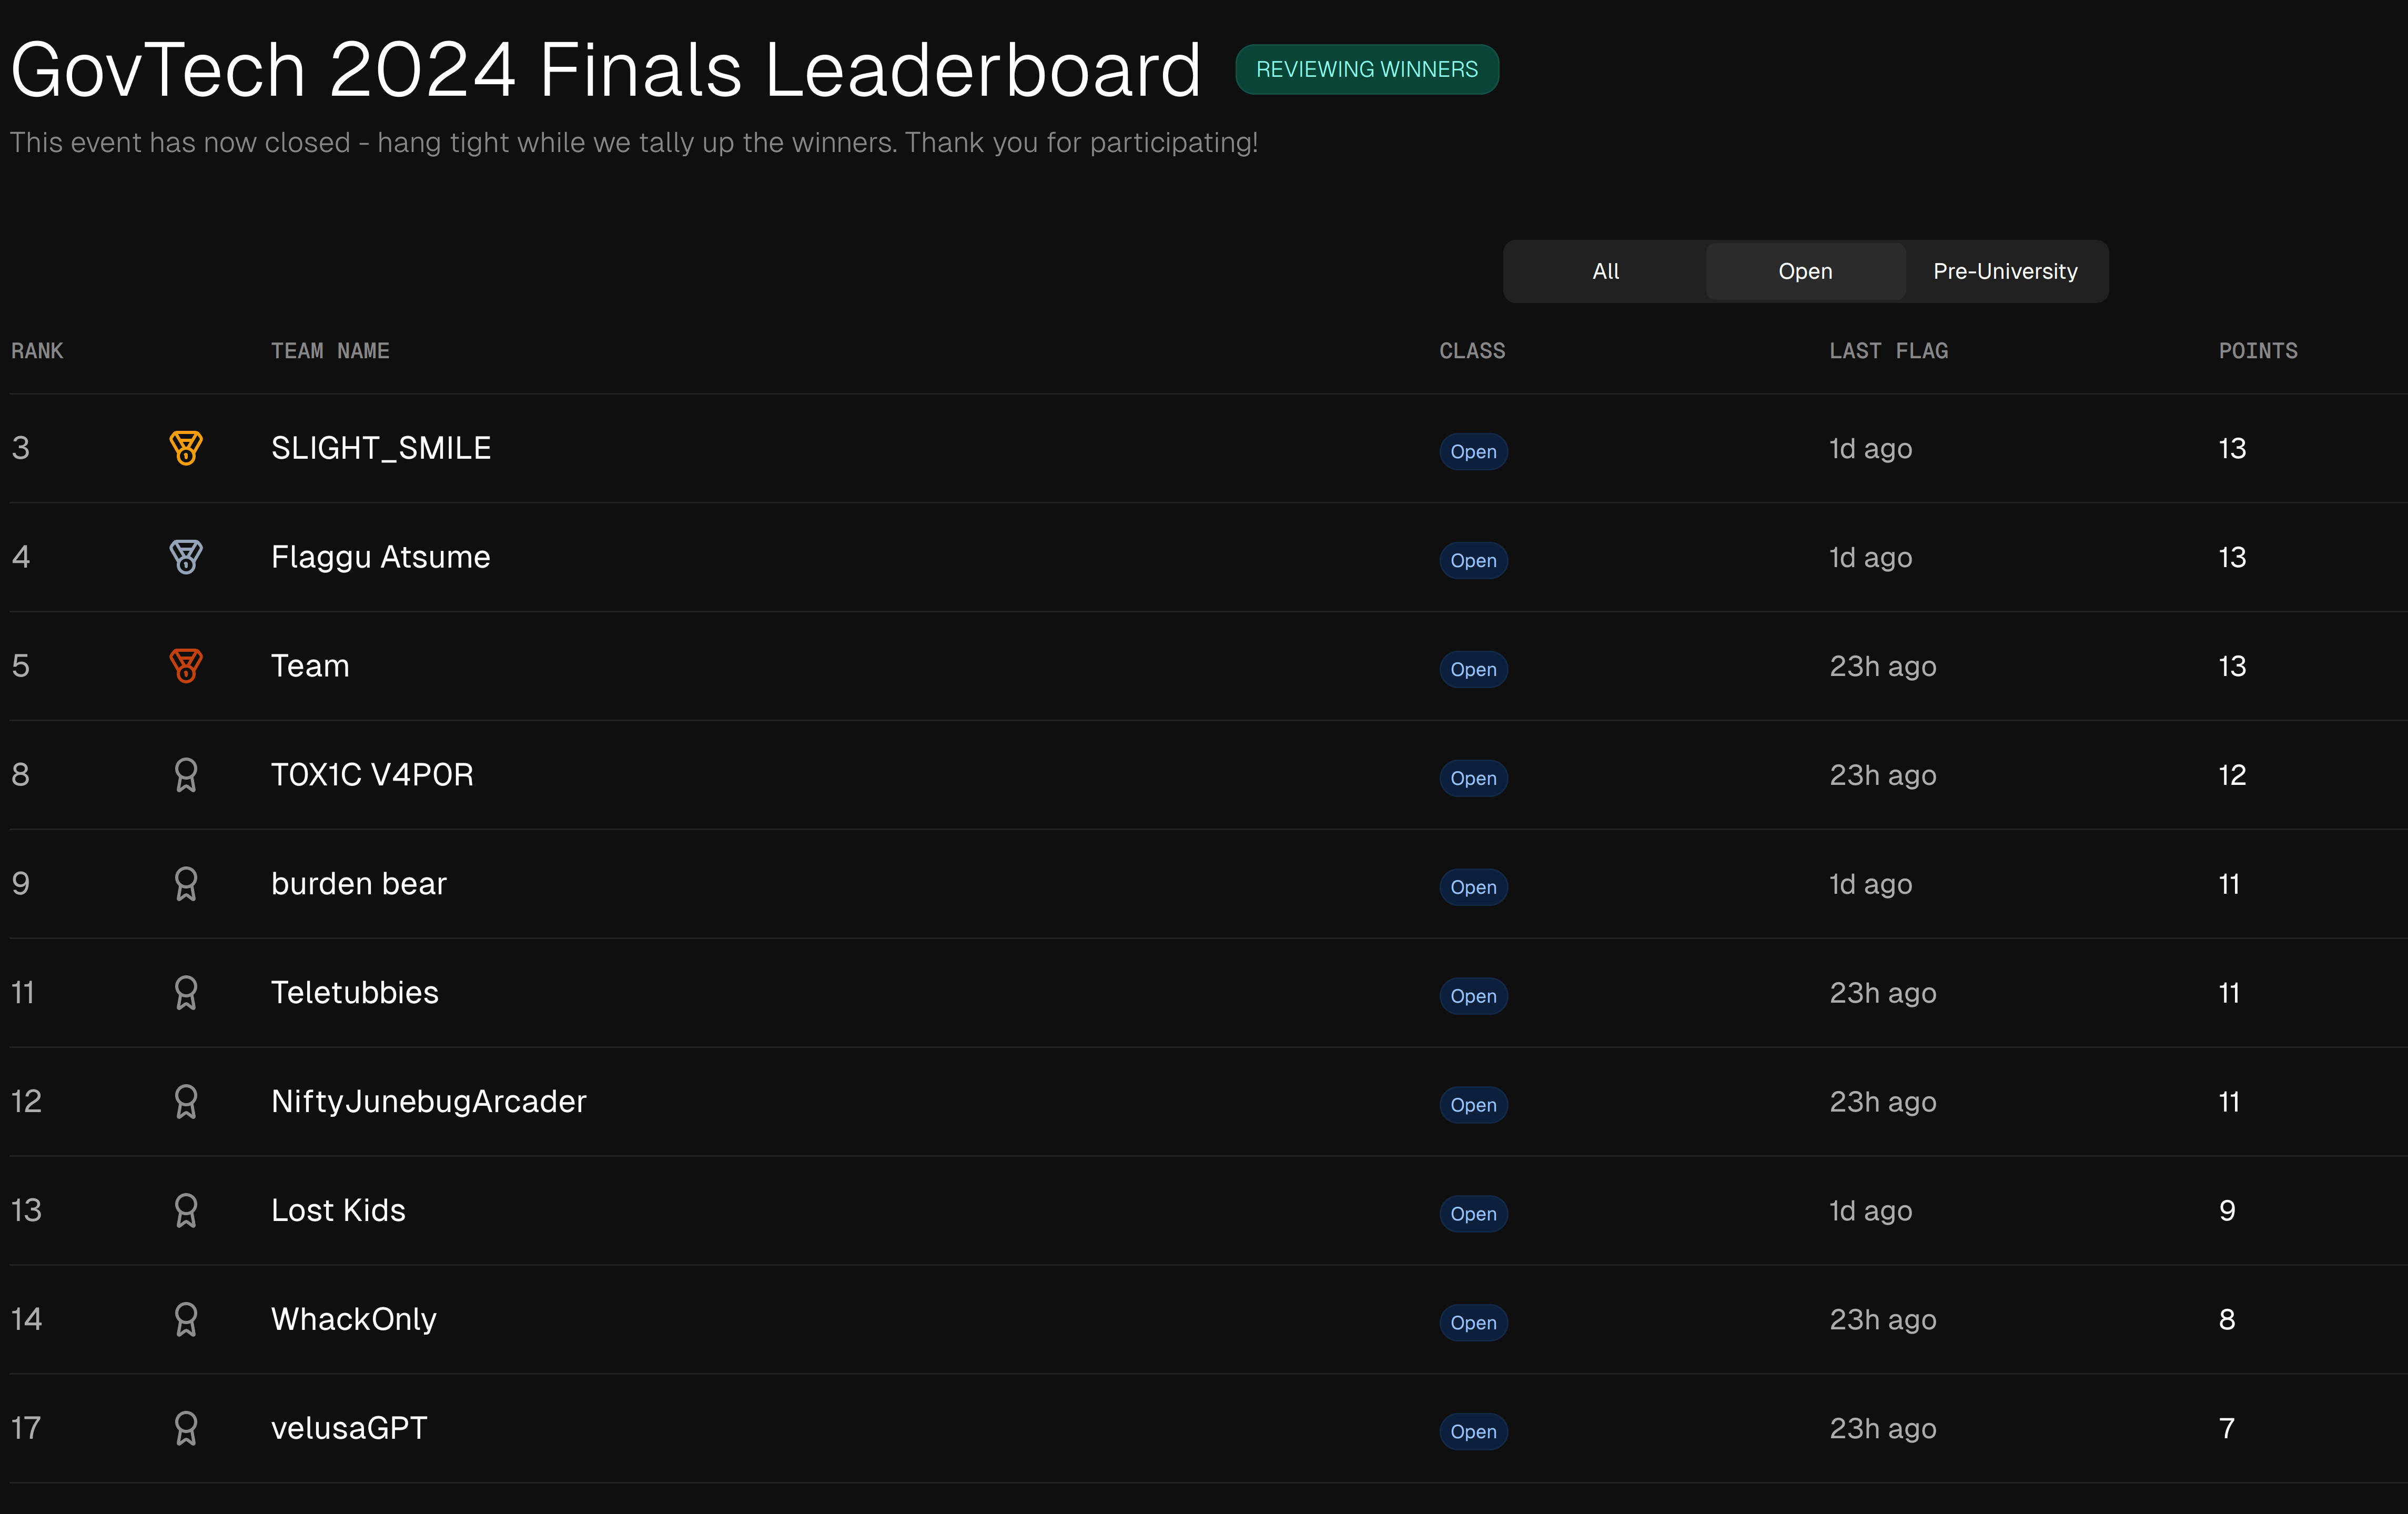 GovTech 2024 Finals Leaderboard REVIEWING WINNERS
This event has now closed - hang tight while we tally up the winners. Thank you for participating!
All Open Pre-University
RANK TEAM NAME CLASS LAST FLAG POINTS
3 SLIGHT_SMILE Open 1d ago 13
4 Flaggu Atsume Open 1d ago 13
5 Team Open 23h ago 13
8 T0X1C V4P0R Open 23h ago 12
9 burden bear Open 1d ago 11
11 Teletubbies Open 23h ago 11
12 NiftyJunebugArcader Open 23h ago 11
13 Lost Kids Open 1d ago 9
14 WhackOnly Open 23h ago 8
17 velusaGPT Open 23h ago 7